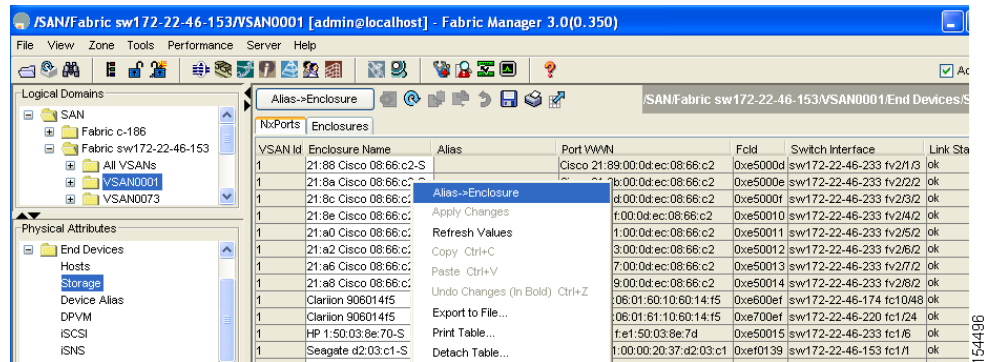 /SAN/Fabric sw172-22-46-153/VSAN0001 [admin@localhost] - Fabric Manager 3.0(0.350)
File View Zone Tools Performance Server Help
Logical Domains
SAN
Fabric c-186
Fabric sw172-22-46-153
All VSANs
VSAN0001
VSAN0073
Physical Attributes
End Devices
Hosts
Storage
Device Alias
DPVM
iSCSI
iSNS
Alias->Enclosure
/SAN/Fabric sw172-22-46-153/VSAN0001/End Devices/S
NxPorts Enclosures
VSAN Id Enclosure Name Alias Port WWN FcId Switch Interface Link Sta
1 21:88 Cisco 08:66:c2-S Cisco 21:89:00:0d:ec:08:66:c2 0xe5000d sw172-22-46-233 fv2/1/3 ok
1 21:8a Cisco 08:66:c2-S b:00:0d:ec:08:66:c2 0xe5000e sw172-22-46-233 fv2/2/2 ok
1 21:8c Cisco 08:66:c2 d:00:0d:ec:08:66:c2 0xe5000f sw172-22-46-233 fv2/3/2 ok
1 21:8e Cisco 08:66:c2 f:00:0d:ec:08:66:c2 0xe50010 sw172-22-46-233 fv2/4/2 ok
1 21:a0 Cisco 08:66:c2 1:00:0d:ec:08:66:c2 0xe50011 sw172-22-46-233 fv2/5/2 ok
1 21:a2 Cisco 08:66:c2 3:00:0d:ec:08:66:c2 0xe50012 sw172-22-46-233 fv2/6/2 ok
1 21:a6 Cisco 08:66:c2 7:00:0d:ec:08:66:c2 0xe50013 sw172-22-46-233 fv2/7/2 ok
1 21:a8 Cisco 08:66:c2 9:00:0d:ec:08:66:c2 0xe50014 sw172-22-46-233 fv2/8/2 ok
1 Clariion 906014f5 :06:01:60:10:60:14:f5 0xe600ef sw172-22-46-174 fc10/48 ok
1 Clariion 906014f5 :06:01:61:10:60:14:f5 0xe700ef sw172-22-46-220 fc1/24 ok
1 HP 1:50:03:8e:70-S f:e1:50:03:8e:7d 0xe50015 sw172-22-46-233 fc1/6 ok
1 Seagate d2:03:c1-S 1:00:00:20:37:d2:03:c1 0xef0139 sw172-22-46-153 fc1/1 ok
Alias->Enclosure
Apply Changes
Refresh Values
Copy Ctrl+C
Paste Ctrl+V
Undo Changes (In Bold) Ctrl+Z
Export to File...
Print Table...
Detach Table...
154496